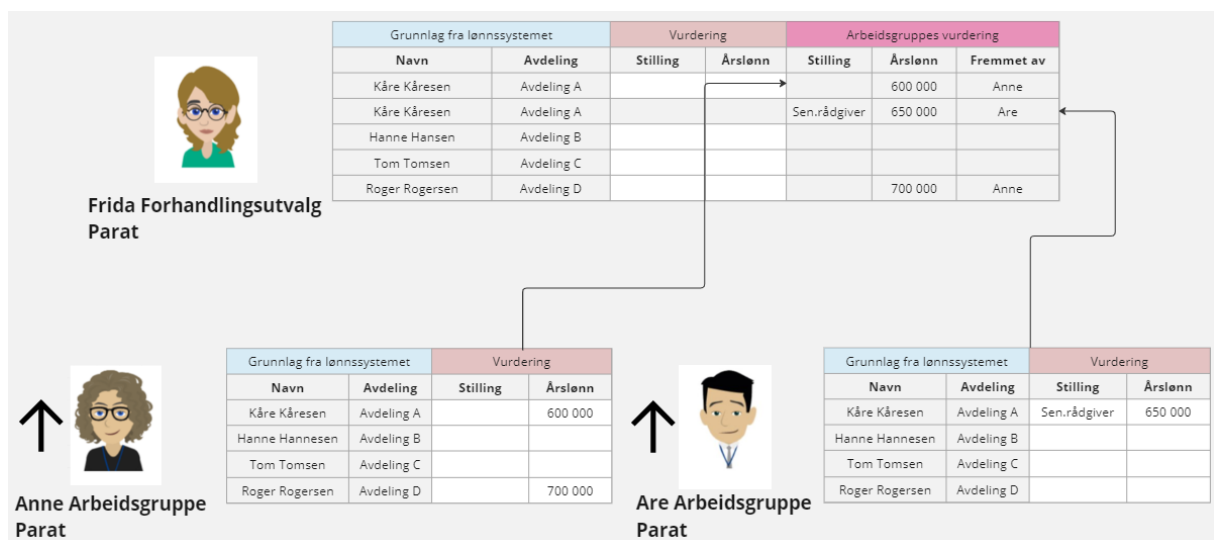 Grunnlag fra lønnssystemet Vurdering Arbeidsgruppes vurdering
Navn Avdeling Stilling Årslønn Stilling Årslønn Fremmet av
Kåre Kåresen Avdeling A 600 000 Anne
Kåre Kåresen Avdeling A Sen.rådgiver 650 000 Are
Hanne Hansen Avdeling B
Tom Tomsen Avdeling C
Roger Rogersen Avdeling D 700 000 Anne
Frida Forhandlingsutvalg
Parat
Grunnlag fra lønnssystemet Vurdering
Navn Avdeling Stilling Årslønn
Kåre Kåresen Avdeling A 600 000
Hanne Hannesen Avdeling B
Tom Tomsen Avdeling C
Roger Rogersen Avdeling D 700 000
Anne Arbeidsgruppe
Parat
Grunnlag fra lønnssystemet Vurdering
Navn Avdeling Stilling Årslønn
Kåre Kåresen Avdeling A Sen.rådgiver 650 000
Hanne Hannesen Avdeling B
Tom Tomsen Avdeling C
Roger Rogersen Avdeling D
Are Arbeidsgruppe
Parat